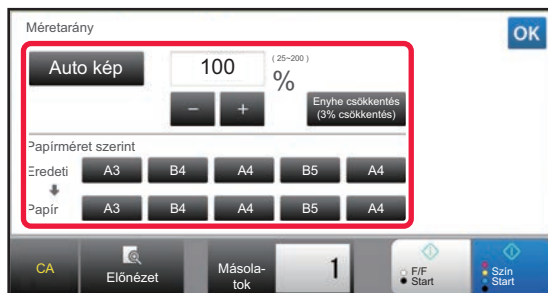 Méretarány
OK
Auto kép
100
(25~200)
%
−
+
Enyhe csökkentés
(3% csökkentés)
Papírméret szerint
Eredeti
A3
B4
A4
B5
A4
Papír
A3
B4
A4
B5
A4
CA
Előnézet
Másola-
tok
1
F/F
Start
Szín
Start